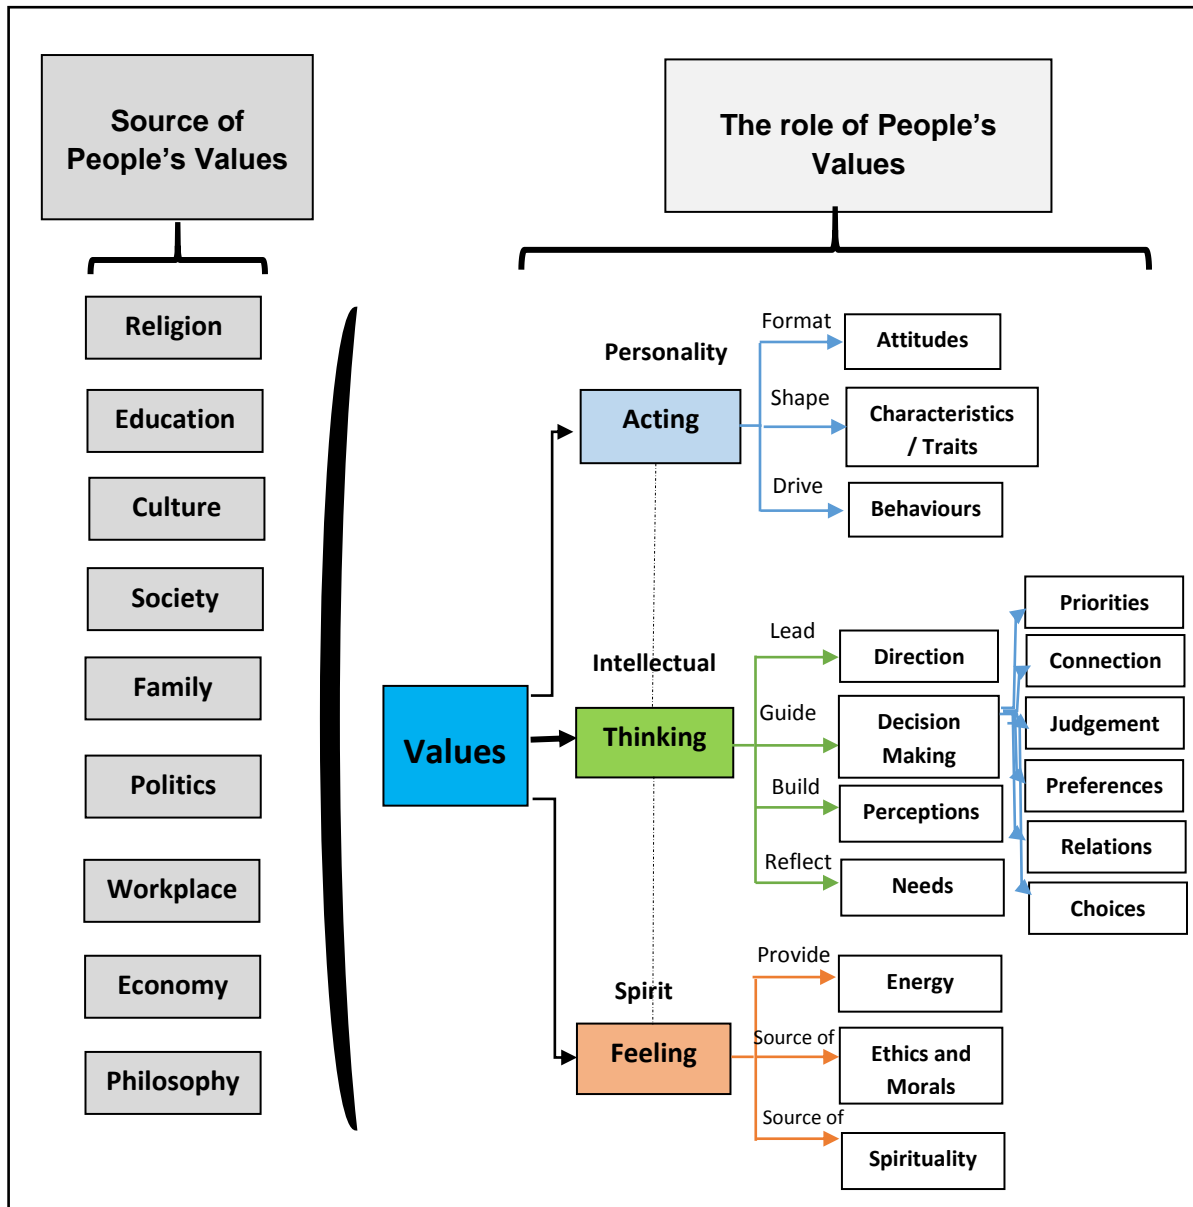 Source of
People's Values
Religion
Education
Culture
Society
Family
Politics
Workplace
Economy
Philosophy
The role of People's
Values
Values
Personality
Acting
Format
Attitudes
Shape
Characteristics
/ Traits
Drive
Behaviours
Intellectual
Thinking
Lead
Direction
Guide
Decision
Making
Build
Perceptions
Reflect
Needs
Priorities
Connection
Judgement
Preferences
Relations
Choices
Spirit
Feeling
Provide
Energy
Source of
Ethics and
Morals
Source of
Spirituality